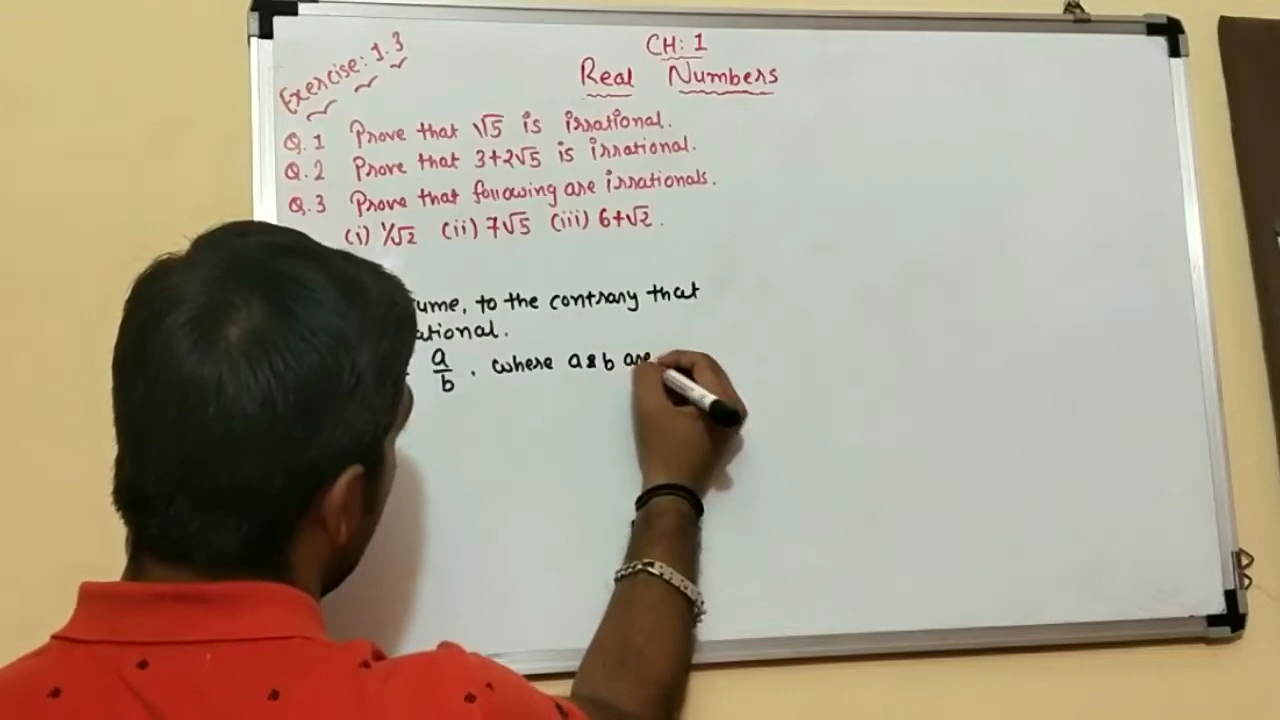 CH: 1
Real Numbers
Exercise: 1.3
Q.1 Prove that √5 is irrational.
Q.2 Prove that 3+2√5 is irrational.
Q.3 Prove that following are irrationals.
(i) 1/√2 (ii) 7√5 (iii) 6+√2.
ume, to the contrary that
ational.
a/b. where a & b are